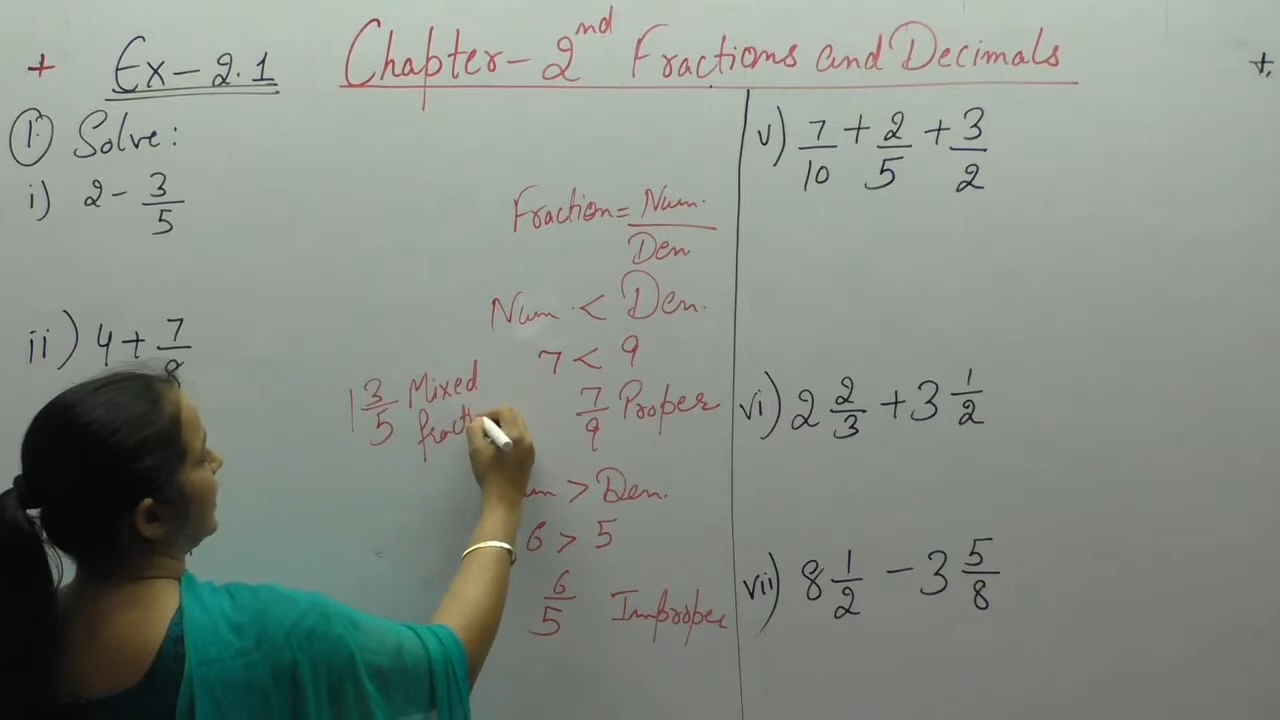 + Ex-2.1 Chapter-2nd Fractions and Decimals +.
① Solve:
i) 2 - 3/5
ii) 4 + 7/8
Fraction = Num./Den
Num < Den.
7 < 9
7/9 Proper
1 3/5 Mixed
fracti
> Den.
6 > 5
6/5 Improper
v) 7/10 + 2/5 + 3/2
vi) 2 2/3 + 3 1/2
vii) 8 1/2 - 3 5/8